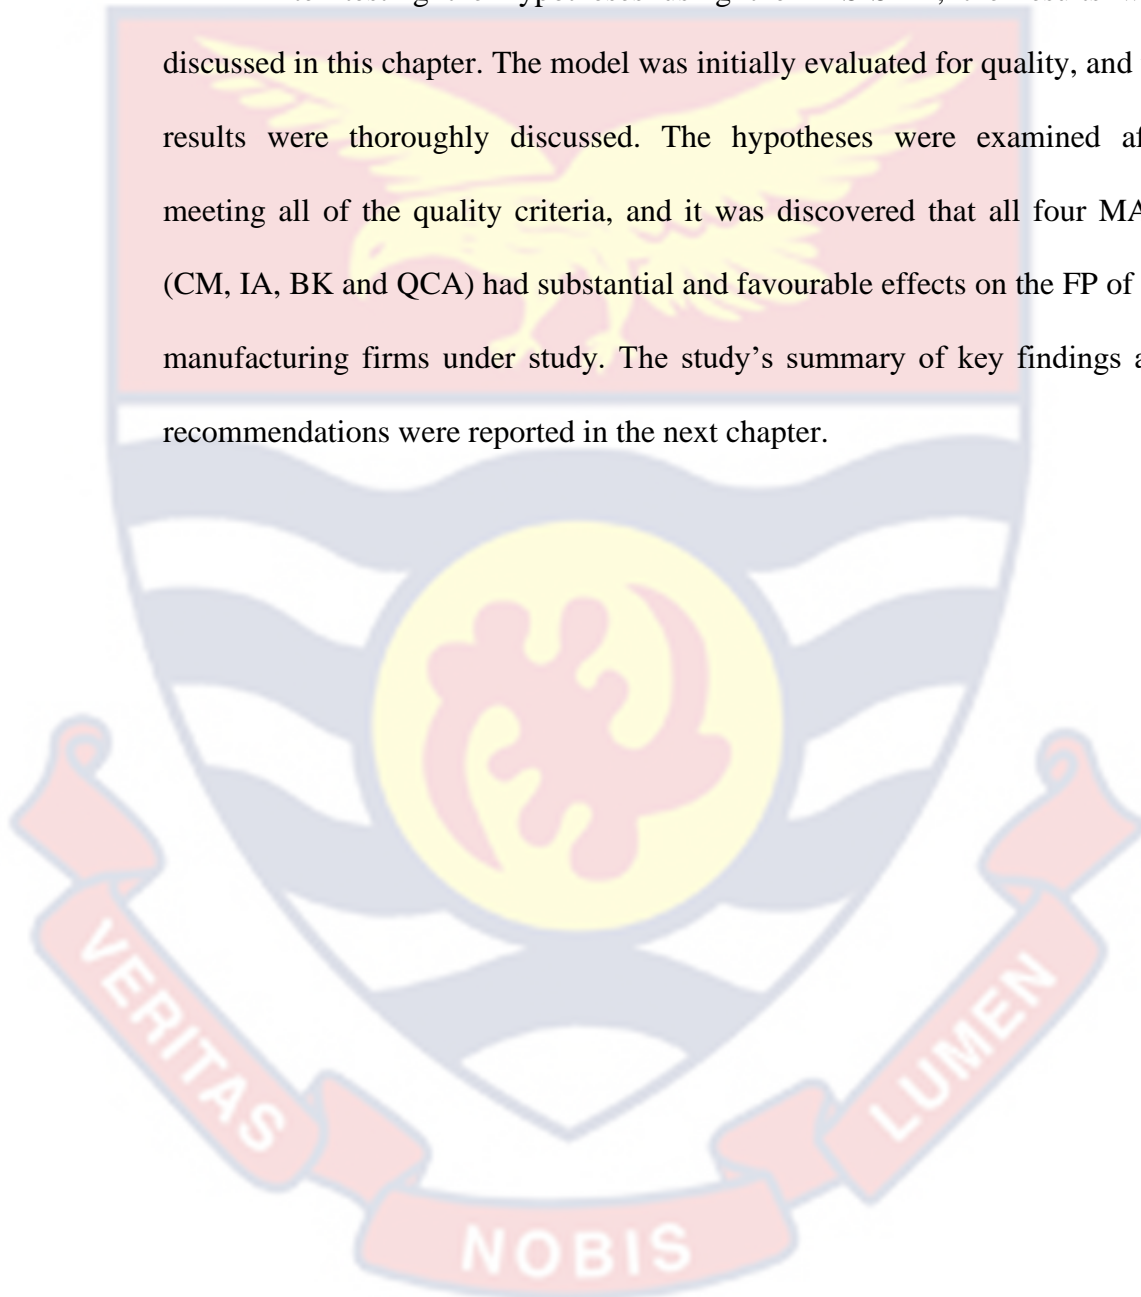 discussed in this chapter. The model was initially evaluated for quality, and
results were thoroughly discussed. The hypotheses were examined
meeting all of the quality criteria, and it was discovered that all four
(CM, IA, BK and QCA) had substantial and favourable effects on the FP of
manufacturing firms under study. The study’s summary of key findings
recommendations were reported in the next chapter.
VERITAS
NOBIS
LUMEN